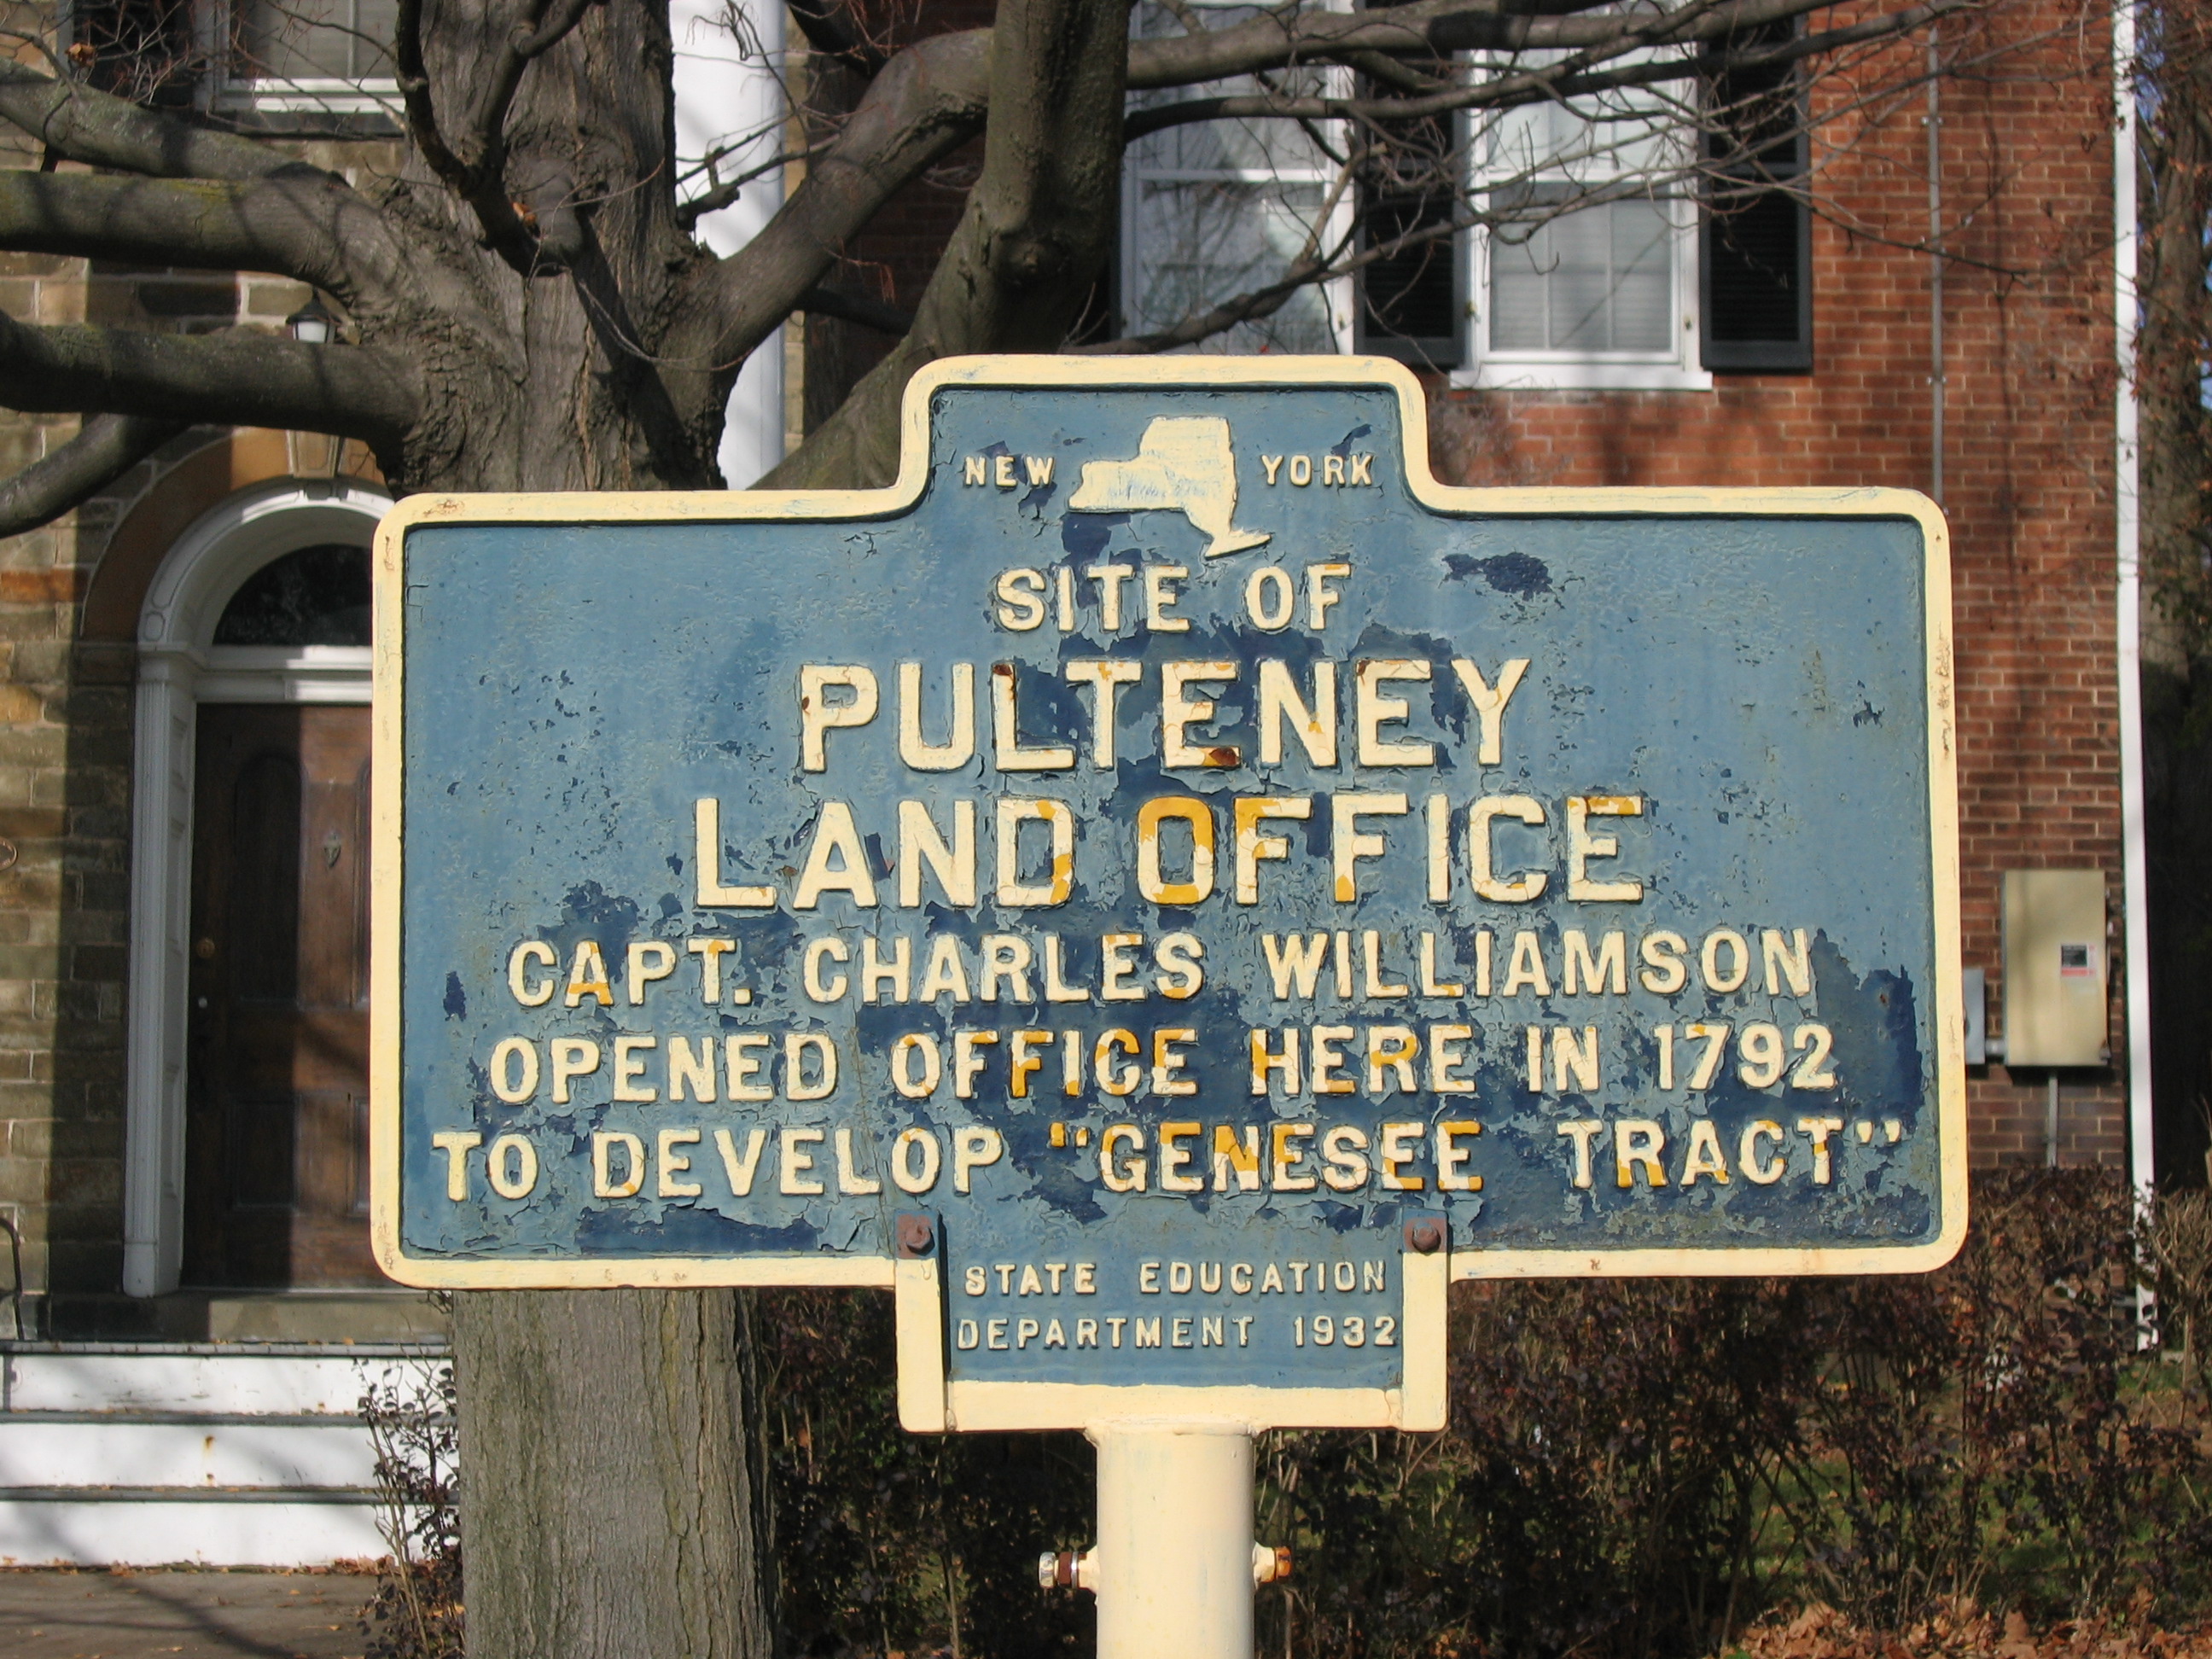 NEW YORK
SITE OF
PULTENEY
LAND OFFICE
CAPT. CHARLES WILLIAMSON
OPENED OFFICE HERE IN 1792
TO DEVELOP "GENESEE TRACT"
STATE EDUCATION
DEPARTMENT 1932